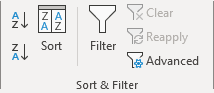 A
Z
Z A
A Z
Clear
Reapply
Z
A
Sort
Filter
Advanced
Sort & Filter